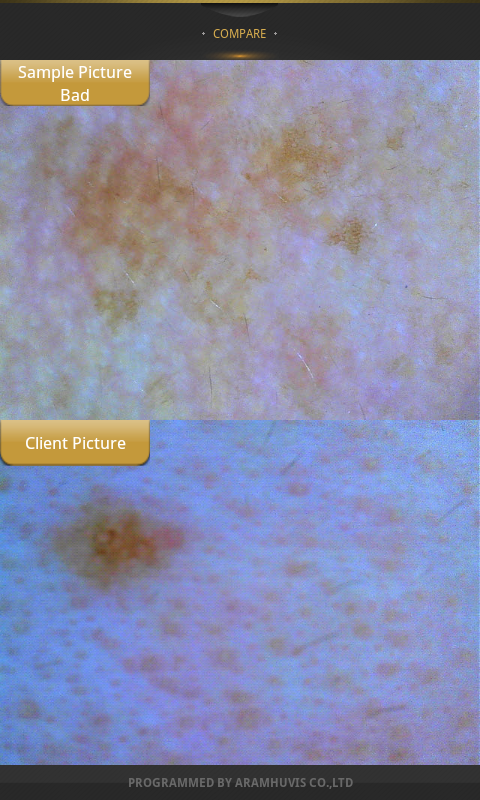 COMPARE
Sample Picture
Bad
Client Picture
PROGRAMMED BY ARAMHUVIS CO.,LTD